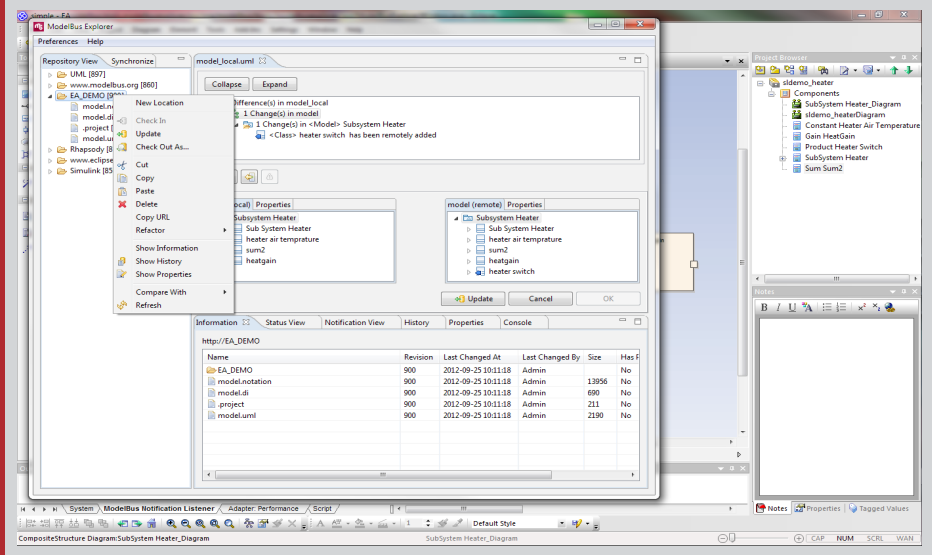 simple - EA
ModelBus Explorer
Preferences Help
Repository View Synchronize
UML [897]
www.modelbus.org [860]
EA_DEMO
model.di
.project
Rhapsody
www.eclipse
Simulink
New Location
Check In
Update
Check Out As...
Cut
Copy
Paste
Delete
Copy URL
Refactor
Show Information
Show History
Show Properties
Compare With
Refresh
model_local.uml
Collapse Expand
Difference(s) in model_local
1 Change(s) in model
1 Change(s) in <Model> Subsystem Heater
<Class> heater switch has been remotely added
Properties
Subsystem Heater
Sub System Heater
heater air temprature
sum2
heatgain
model (remote) Properties
Subsystem Heater
Sub System Heater
heater air temprature
sum2
heatgain
heater switch
Update Cancel OK
Information Status View Notification View History Properties Console
http://EA_DEMO
Name Revision Last Changed At Last Changed By Size Has
EA_DEMO 900 2012-09-25 10:11:18 Admin No
model.notation 900 2012-09-25 10:11:18 Admin 13956 No
model.di 900 2012-09-25 10:11:18 Admin 690 No
.project 900 2012-09-25 10:11:18 Admin 211 No
model.uml 900 2012-09-25 10:11:18 Admin 2190 No
Project Browser
sldemo_heater
Components
SubSystem Heater_Diagram
sldemo_heaterDiagram
Constant Heater Air Temperature
Gain HeatGain
Product Heater Switch
SubSystem Heater
Sum Sum2
Notes
B I U
Notes Properties Tagged Values
System ModelBus Notification Listener Adapter: Performance Script
1 Default Style
CompositeStructure Diagram:SubSystem Heater_Diagram SubSystem Heater_Diagram CAP NUM SCRL WAN